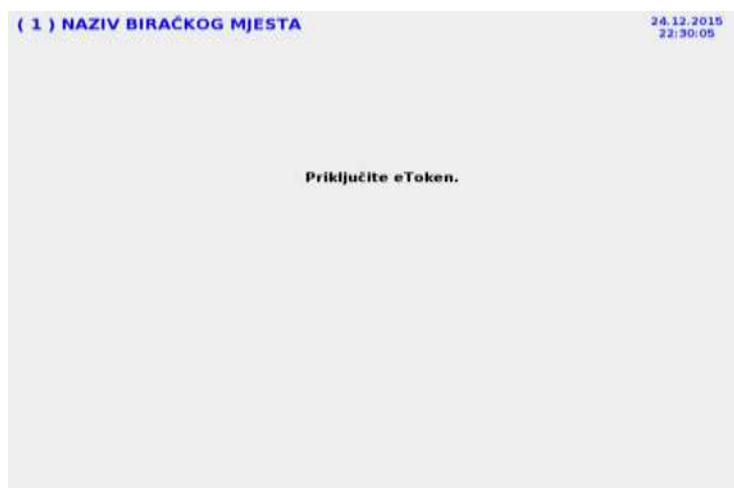 ( 1 ) NAZIV BIRAČKOG MJESTA
24.12.2015
22:30:05
Priključite eToken.